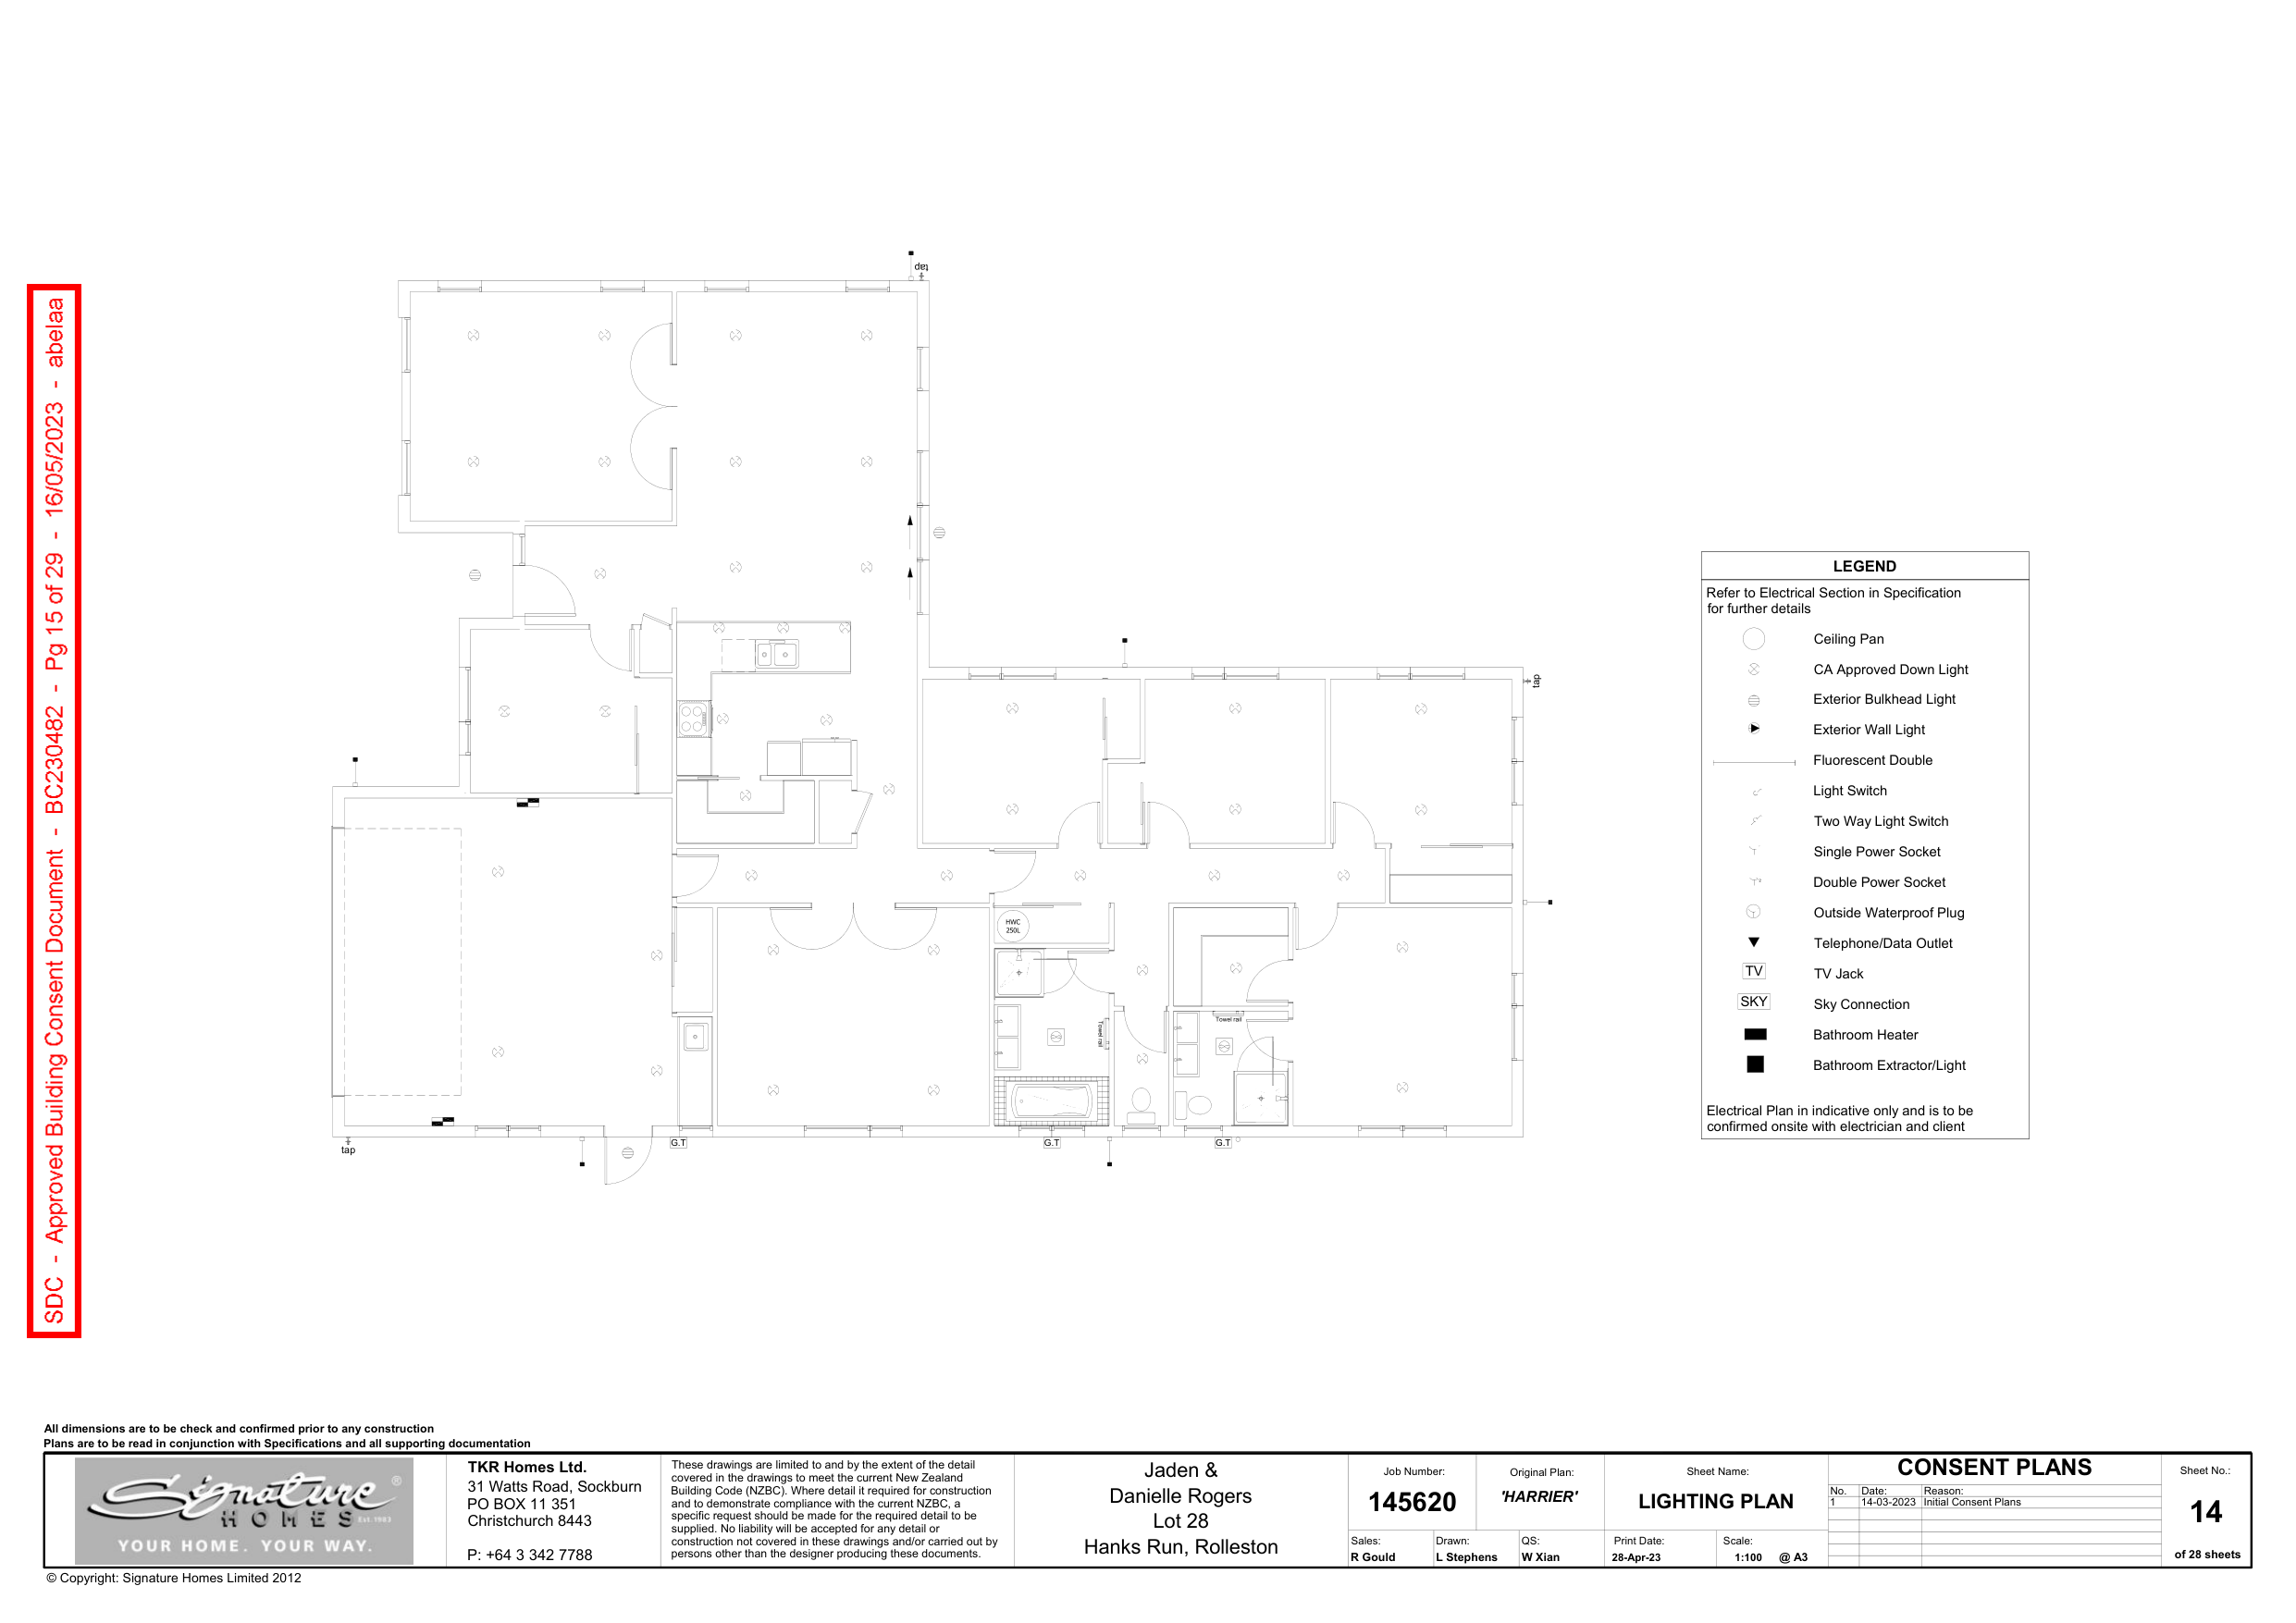 SDC - Approved Building Consent Document - BC230482 - Pg 15 of 29 - 16/05/2023 - abelaa
tap
tap
HWC
250L
Towel rail
Towel rail
G.T
G.T
G.T
tap
LEGEND
Refer to Electrical Section in Specification
for further details
Ceiling Pan
CA Approved Down Light
Exterior Bulkhead Light
Exterior Wall Light
Fluorescent Double
Light Switch
Two Way Light Switch
Single Power Socket
Double Power Socket
Outside Waterproof Plug
Telephone/Data Outlet
TV TV Jack
SKY Sky Connection
Bathroom Heater
Bathroom Extractor/Light
Electrical Plan in indicative only and is to be
confirmed onsite with electrician and client
All dimensions are to be check and confirmed prior to any construction
Plans are to be read in conjunction with Specifications and all supporting documentation
Signature ®
HOMES Est.1983
YOUR HOME. YOUR WAY.
TKR Homes Ltd.
31 Watts Road, Sockburn
PO BOX 11 351
Christchurch 8443
P: +64 3 342 7788
These drawings are limited to and by the extent of the detail
covered in the drawings to meet the current New Zealand
Building Code (NZBC). Where detail it required for construction
and to demonstrate compliance with the current NZBC, a
specific request should be made for the required detail to be
supplied. No liability will be accepted for any detail or
construction not covered in these drawings and/or carried out by
persons other than the designer producing these documents.
Jaden &
Danielle Rogers
Lot 28
Hanks Run, Rolleston
Job Number:
145620
Original Plan:
'HARRIER'
Sheet Name:
LIGHTING PLAN
Sales:
R Gould
Drawn:
L Stephens
QS:
W Xian
Print Date:
28-Apr-23
Scale:
1:100 @ A3
CONSENT PLANS
No. Date: Reason:
1 14-03-2023 Initial Consent Plans
Sheet No.:
14
of 28 sheets
© Copyright: Signature Homes Limited 2012